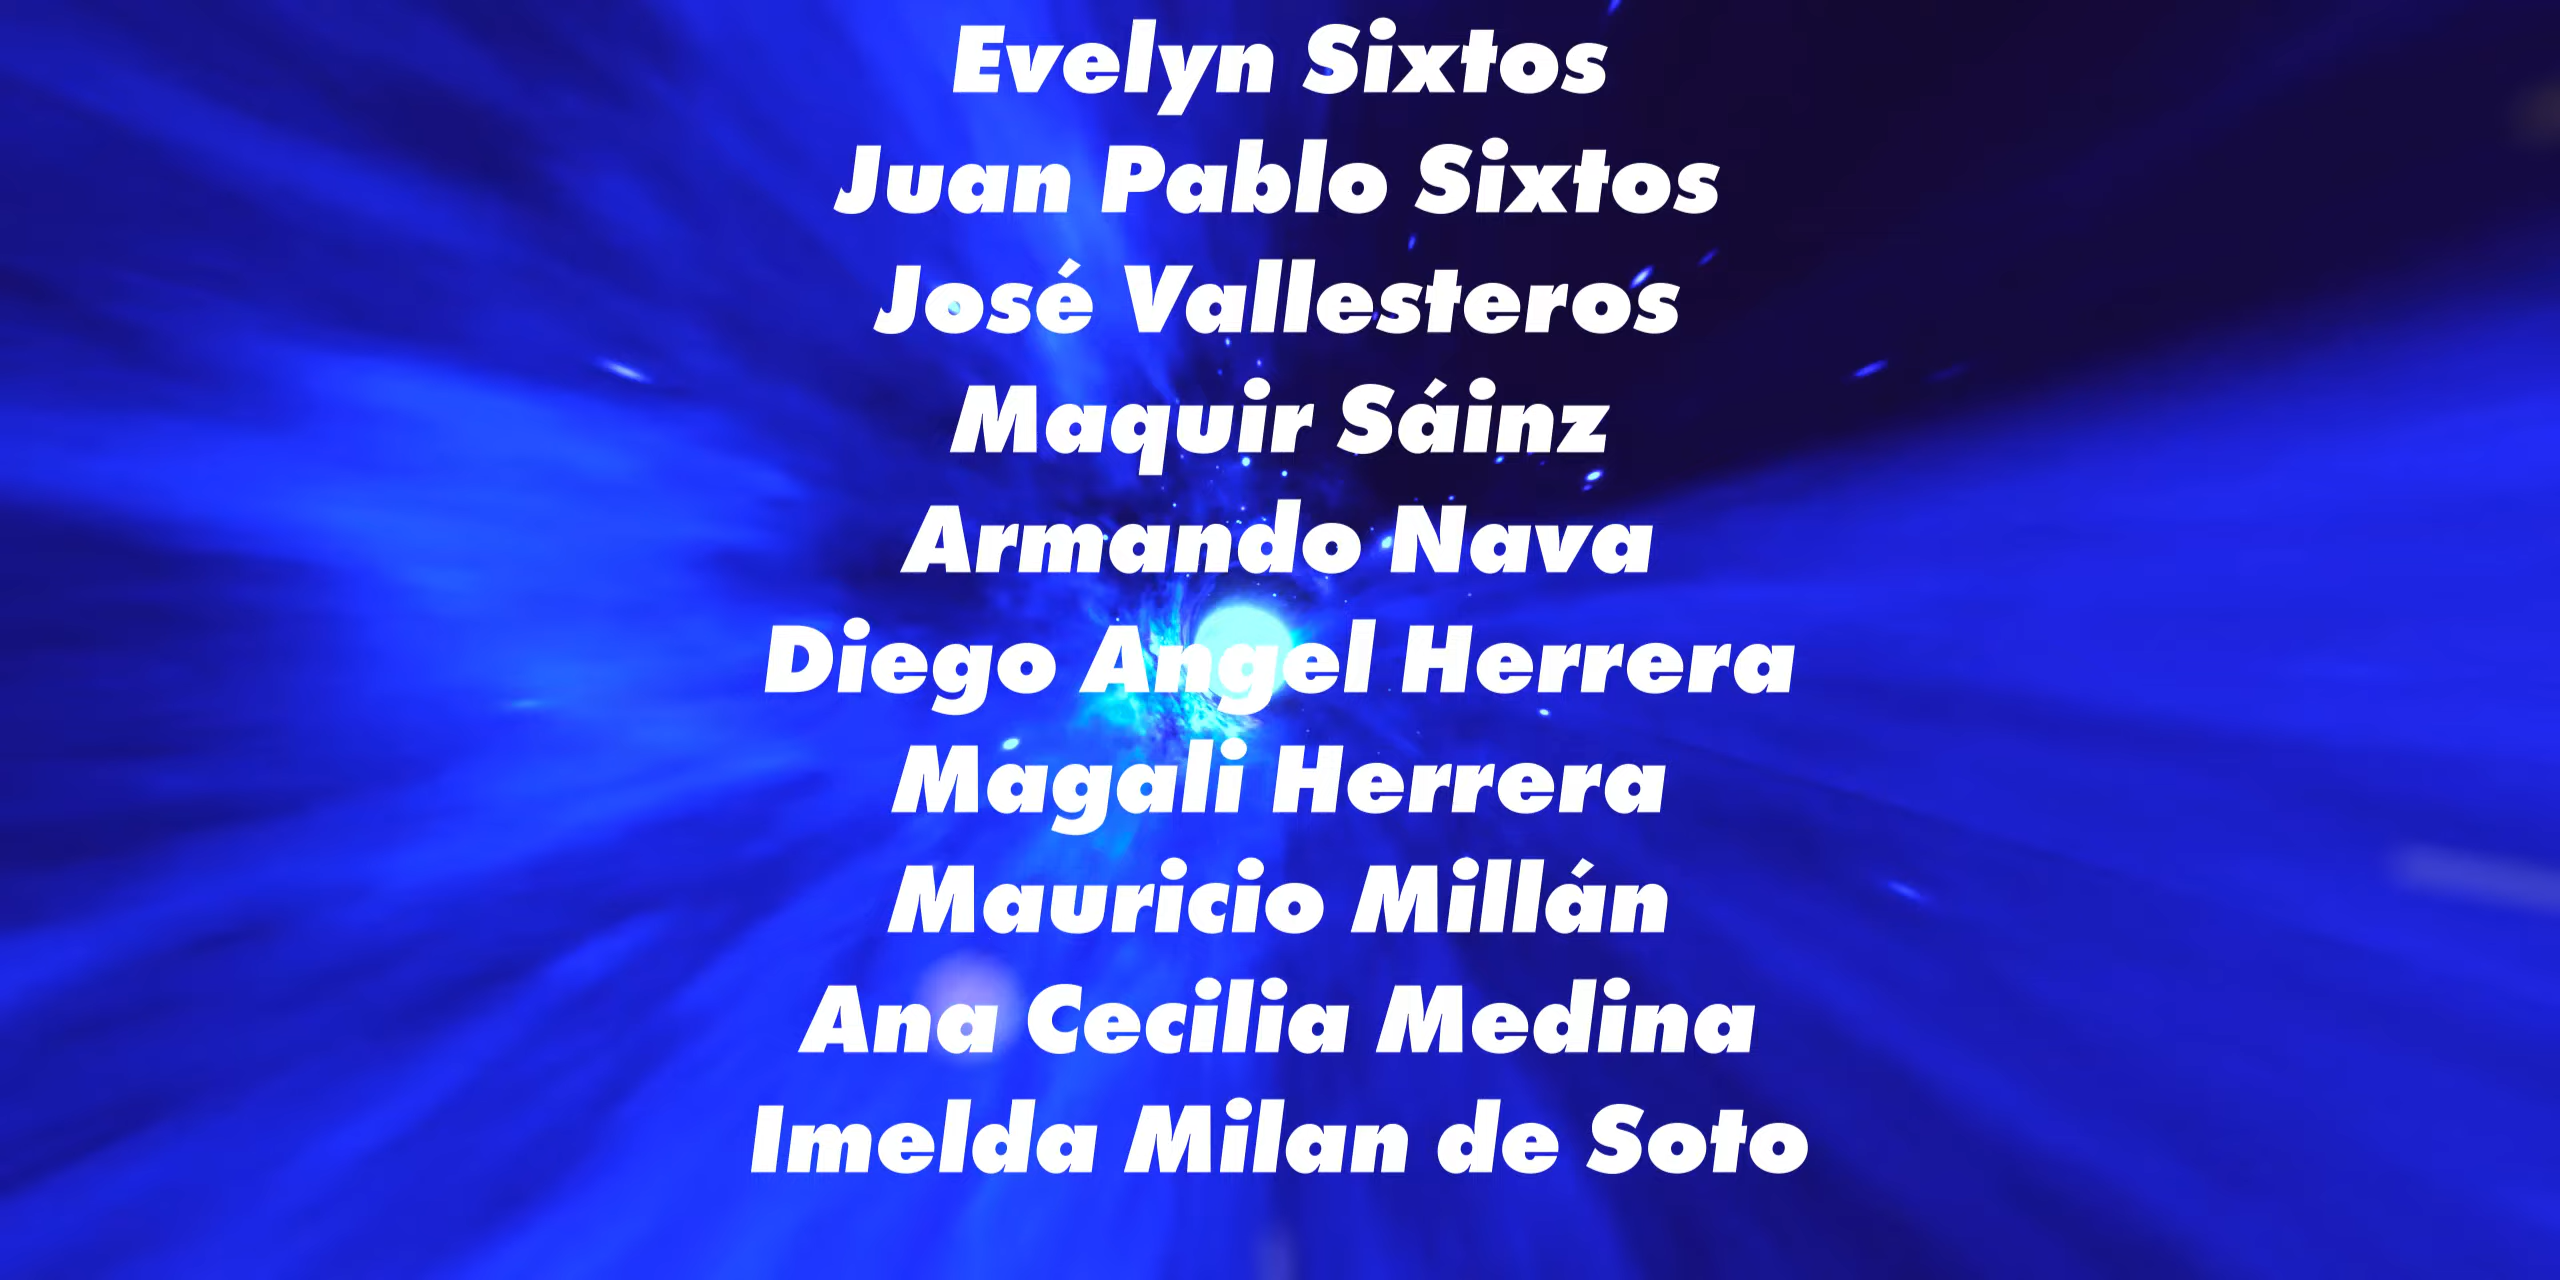 Evelyn Sixtos
Juan Pablo Sixtos
José Vallesteros
Maquir Sáinz
Armando Nava
Diego Angel Herrera
Magali Herrera
Mauricio Millán
Ana Cecilia Medina
Imelda Milan de Soto